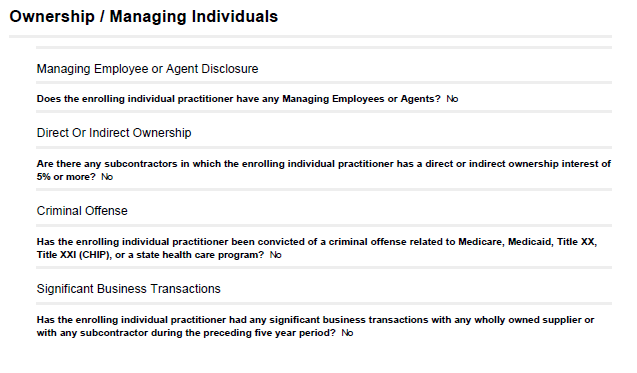 Ownership / Managing Individuals
Managing Employee or Agent Disclosure
Does the enrolling individual practitioner have any Managing Employees or Agents? No
Direct Or Indirect Ownership
Are there any subcontractors in which the enrolling individual practitioner has a direct or indirect ownership interest of
5% or more? No
Criminal Offense
Has the enrolling individual practitioner been convicted of a criminal offense related to Medicare, Medicaid, Title XX,
Title XXI (CHIP), or a state health care program? No
Significant Business Transactions
Has the enrolling individual practitioner had any significant business transactions with any wholly owned supplier or
with any subcontractor during the preceding five year period? No